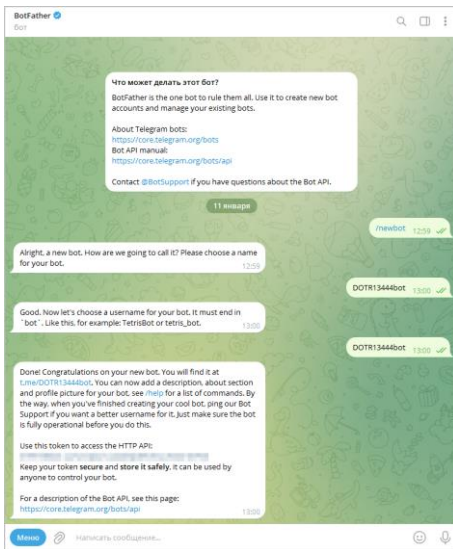 BotFather
бот
Что может делать этот бот?
BotFather is the one bot to rule them all. Use it to create new bot
accounts and manage your existing bots.
About Telegram bots:
https://core.telegram.org/bots
Bot API manual:
https://core.telegram.org/bots/api
Contact @BotSupport if you have questions about the Bot API.
11 января
/newbot 12:59
Alright, a new bot. How are we going to call it? Please choose a name
for your bot. 12:59
DOTR13444bot 13:00
Good. Now let's choose a username for your bot. It must end in
`bot`. Like this, for example: TetrisBot or tetris_bot. 13:00
DOTR13444bot 13:00
Done! Congratulations on your new bot. You will find it at
t.me/DOTR13444bot. You can now add a description, about section
and profile picture for your bot, see /help for a list of commands. By
the way, when you've finished creating your cool bot, ping our Bot
Support if you want a better username for it. Just make sure the bot
is fully operational before you do this.
Use this token to access the HTTP API:
Keep your token secure and store it safely, it can be used by
anyone to control your bot.
For a description of the Bot API, see this page:
https://core.telegram.org/bots/api 13:00
Меню Написать сообщение...